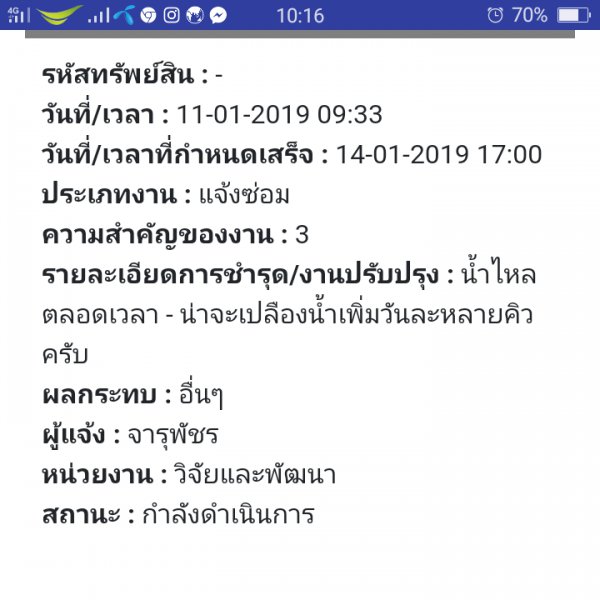 4G 10:16 70%
รหัสทรัพย์สิน : -
วันที่/เวลา : 11-01-2019 09:33
วันที่/เวลาที่กำหนดเสร็จ : 14-01-2019 17:00
ประเภทงาน : แจ้งซ่อม
ความสำคัญของงาน : 3
รายละเอียดการชำรุด/งานปรับปรุง : น้ำไหล
ตลอดเวลา - น่าจะเปลืองน้ำเพิ่มวันละหลายคิว
ครับ
ผลกระทบ : อื่นๆ
ผู้แจ้ง : จารุพัชร
หน่วยงาน : วิจัยและพัฒนา
สถานะ : กำลังดำเนินการ